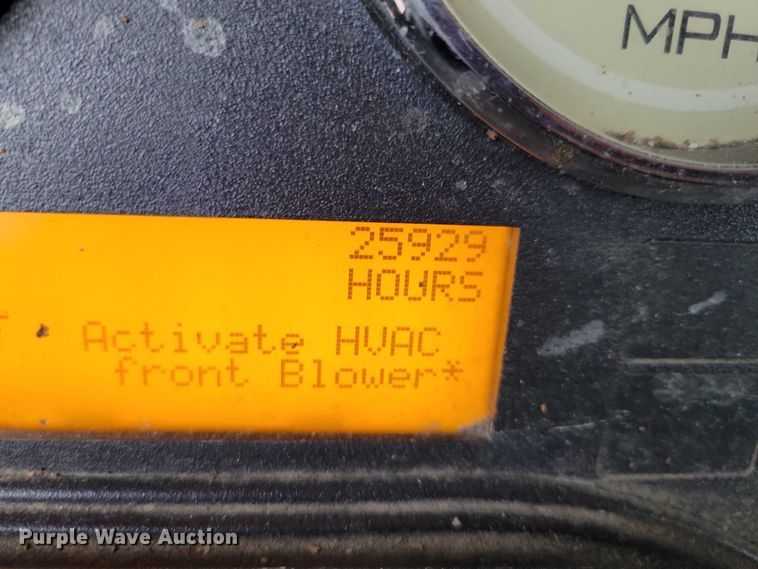 MPH
25929
HOURS
Activate HVAC
front Blower*
Purple Wave Auction